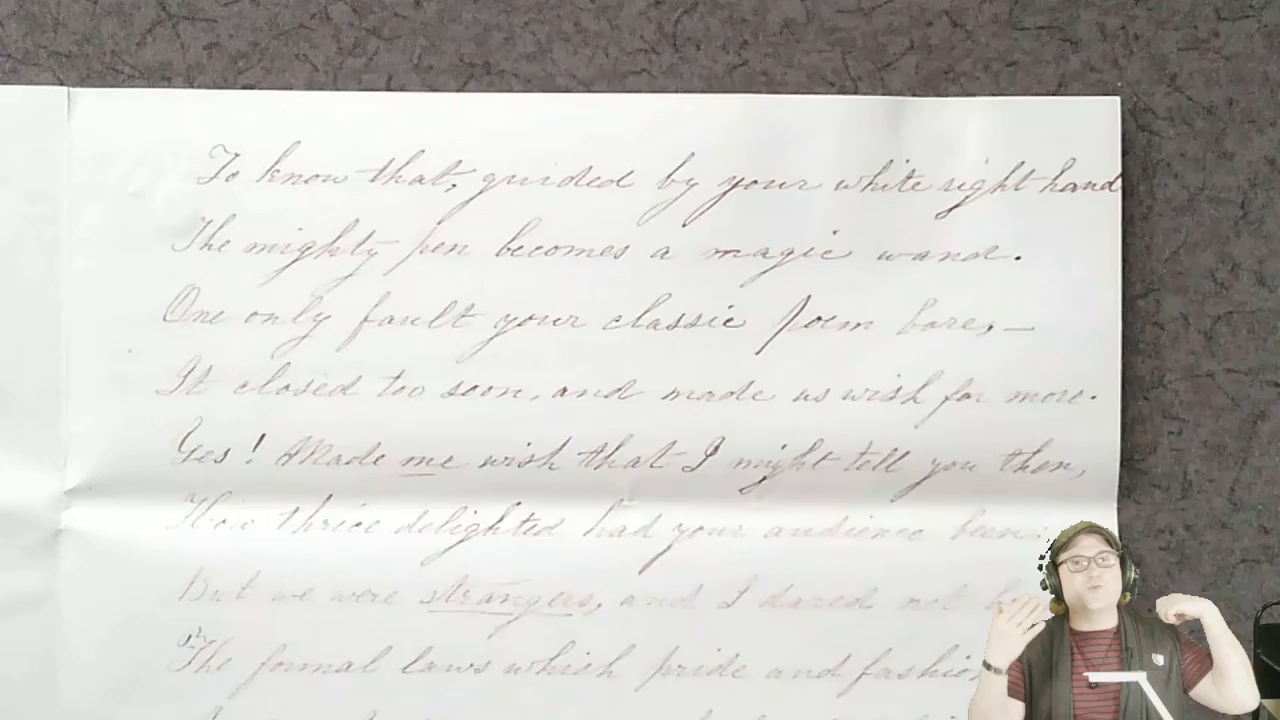 To know that, guided by your white right hand
The mighty pen becomes a magic wand.
One only fault your classic poem bore, —
It closed too soon, and made us wish for more.
Yes! Made me wish that I might tell you then,
How thrice delighted had your audience been:
But we were strangers, and I dared not
The formal laws which pride and fashion